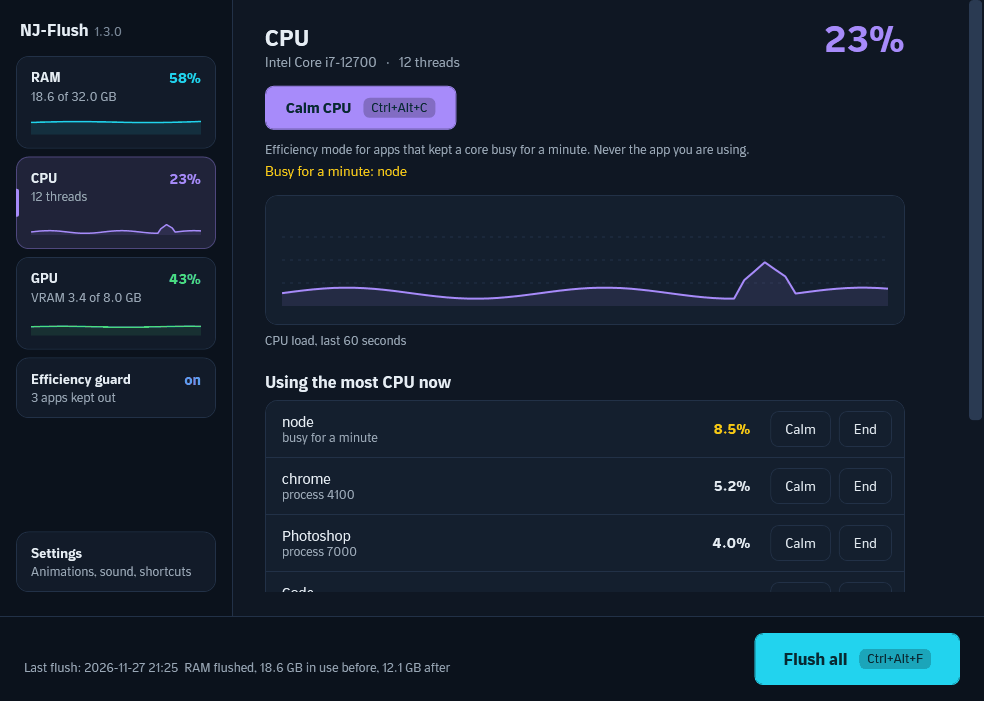 NJ-Flush 1.3.0
RAM 58%
18.6 of 32.0 GB
CPU 23%
12 threads
GPU 43%
VRAM 3.4 of 8.0 GB
Efficiency guard on
3 apps kept out
Settings
Animations, sound, shortcuts
CPU 23%
Intel Core i7-12700 · 12 threads
Calm CPU Ctrl+Alt+C
Efficiency mode for apps that kept a core busy for a minute. Never the app you are using.
Busy for a minute: node
CPU load, last 60 seconds
Using the most CPU now
node
busy for a minute
8.5% Calm End
chrome
process 4100
5.2% Calm End
Photoshop
process 7000
4.0% Calm End
Last flush: 2026-11-27 21:25 RAM flushed, 18.6 GB in use before, 12.1 GB after
Flush all Ctrl+Alt+F